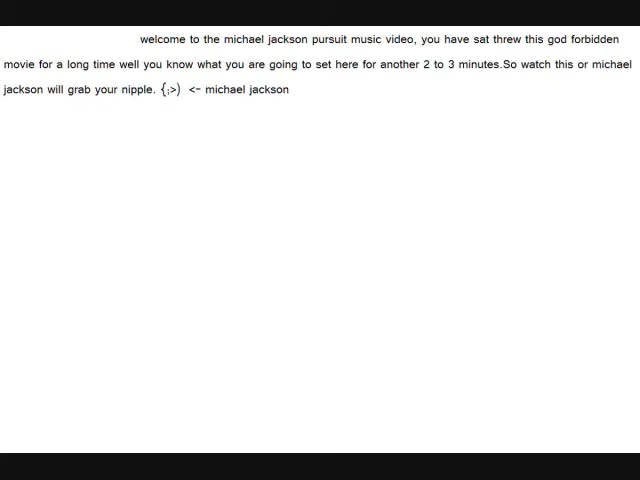 welcome to the michael jackson pursuit music video, you have sat threw this god forbidden
movie for a long time well you know what you are going to set here for another 2 to 3 minutes.So watch this or michael
jackson will grab your nipple. {;>) <- michael jackson